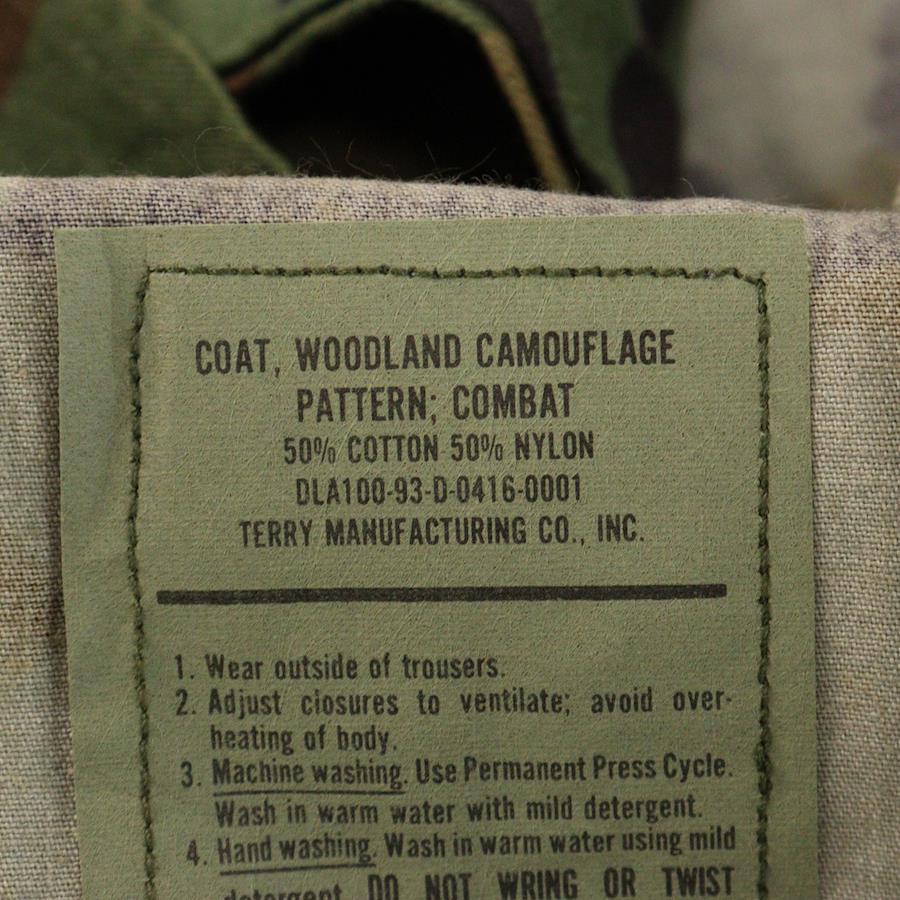 COAT, WOODLAND CAMOUFLAGE
PATTERN; COMBAT
50% COTTON 50% NYLON
DLA100-93-D-0416-0001
TERRY MANUFACTURING CO., INC.
1. Wear outside of trousers.
2. Adjust closures to ventilate; avoid over-
heating of body.
3. Machine washing. Use Permanent Press Cycle.
Wash in warm water with mild detergent.
4. Hand washing. Wash in warm water using mild
detergent. DO NOT WRING OR TWIST